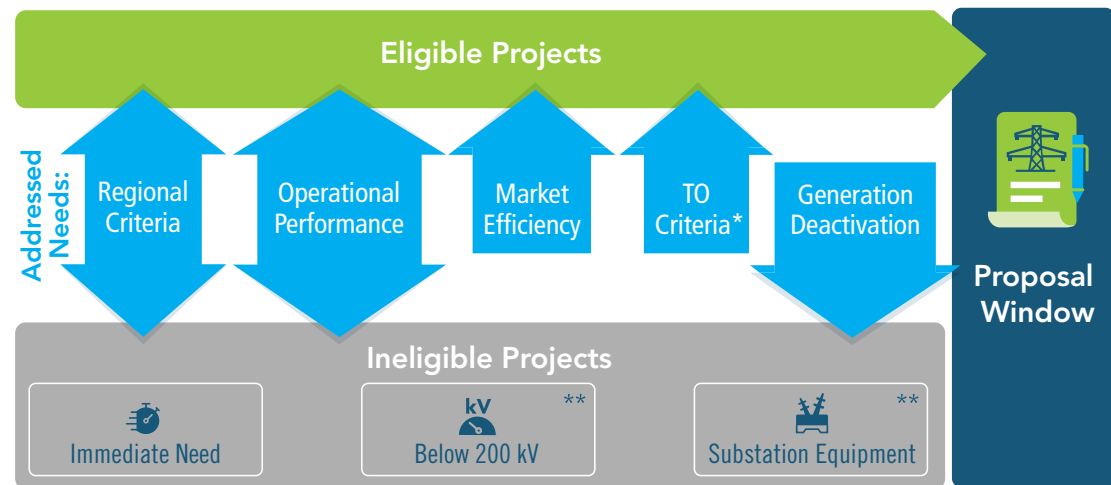 Eligible Projects
Addressed
Needs:
Regional
Criteria
Operational
Performance
Market
Efficiency
TO
Criteria*
Generation
Deactivation
Proposal
Window
Ineligible Projects
Immediate Need
kV
**
Below 200 kV
**
Substation Equipment